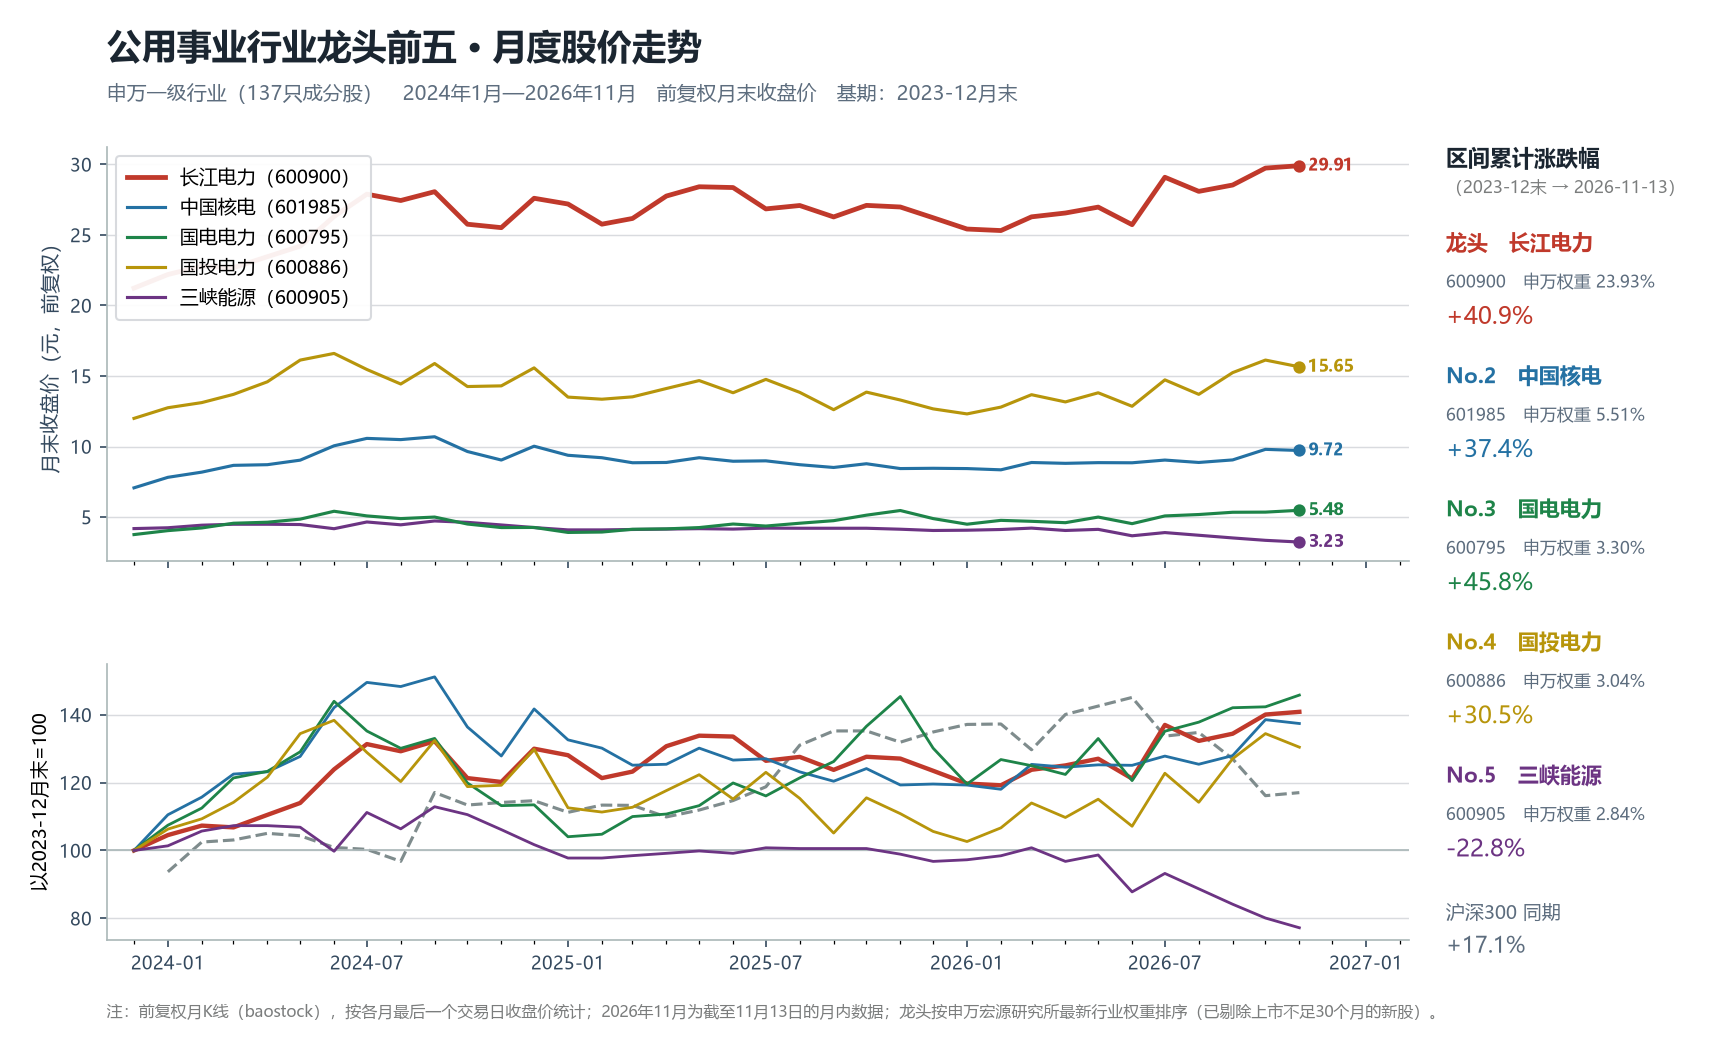 公用事业行业龙头前五 • 月度股价走势
申万一级行业（137只成分股） 2024年1月—2026年11月 前复权月末收盘价 基期：2023-12月末
月末收盘价（元，前复权）
30
25
20
15
10
5
长江电力（600900）
中国核电（601985）
国电电力（600795）
国投电力（600886）
三峡能源（600905）
29.91
15.65
9.72
5.48
3.23
以2023-12月末=100
140
120
100
80
2024-01 2024-07 2025-01 2025-07 2026-01 2026-07 2027-01
区间累计涨跌幅
（2023-12末 → 2026-11-13）
龙头 长江电力
600900 申万权重 23.93%
+40.9%
No.2 中国核电
601985 申万权重 5.51%
+37.4%
No.3 国电电力
600795 申万权重 3.30%
+45.8%
No.4 国投电力
600886 申万权重 3.04%
+30.5%
No.5 三峡能源
600905 申万权重 2.84%
-22.8%
沪深300 同期
+17.1%
注：前复权月K线（baostock），按各月最后一个交易日收盘价统计；2026年11月为截至11月13日的月内数据；龙头按申万宏源研究所最新行业权重排序（已剔除上市不足30个月的新股）。